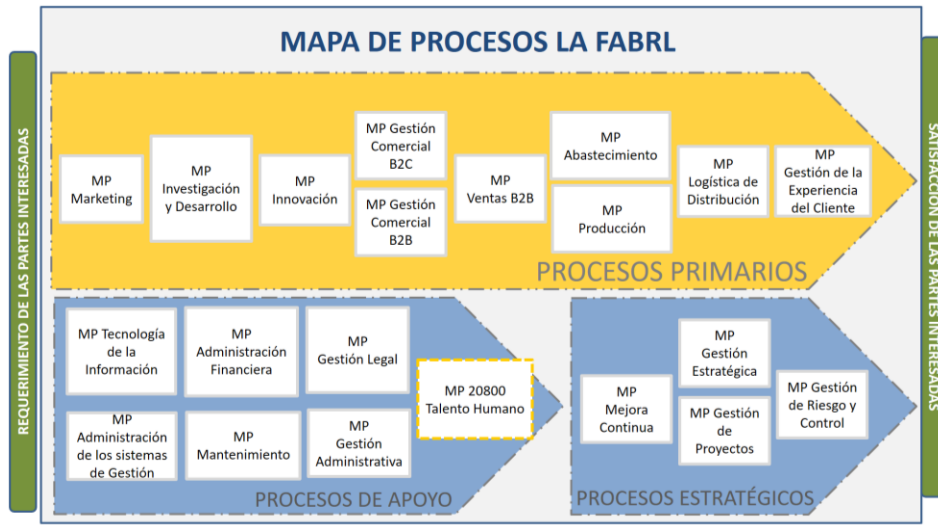 MAPA DE PROCESOS LA FABRL
REQUERIMIENTO DE LAS PARTES INTERESADAS
MP
Marketing
MP
Investigación
y Desarrollo
MP
Innovación
MP Gestión
Comercial
B2C
MP Gestión
Comercial
B2B
MP
Ventas B2B
MP
Abastecimiento
MP
Producción
MP
Logística de
Distribución
MP
Gestión de la
Experiencia
del Cliente
PROCESOS PRIMARIOS
MP Tecnología
de la
Información
MP
Administración
Financiera
MP
Gestión Legal
MP 20800
Talento Humano
MP
Administración
de los sistemas
de Gestión
MP
Mantenimiento
MP
Gestión
Administrativa
PROCESOS DE APOYO
MP
Mejora
Continua
MP
Gestión
Estratégica
MP Gestión
de
Proyectos
MP Gestión
de Riesgo y
Control
PROCESOS ESTRATÉGICOS
SATISFACCIÓN DE LAS PARTES INTERESADAS